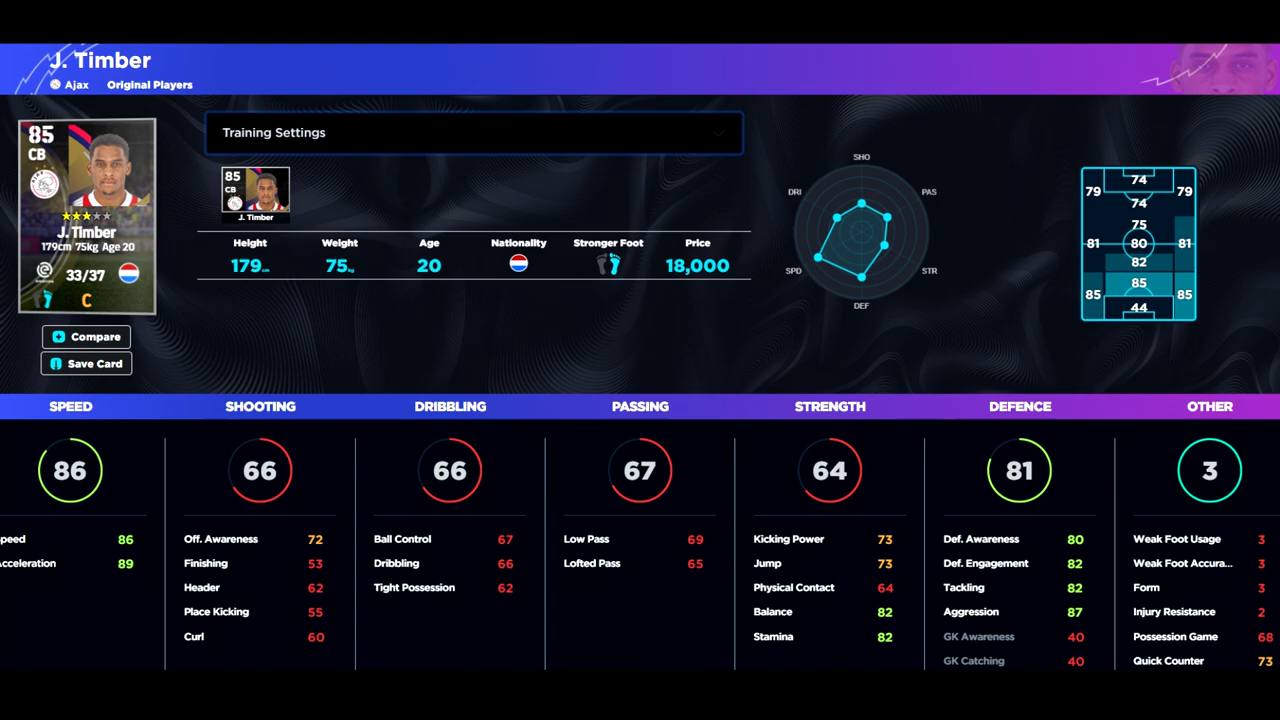 J. Timber
Ajax Original Players
85
CB
J. Timber
179cm 75kg Age 20
33/37
C
Compare
Save Card
Training Settings
85
CB
J. Timber
Height Weight Age Nationality Stronger Foot Price
179cm 75kg 20 18,000
SHO
DRI PAS
SPD STR
DEF
74
79 79
74
75
81 80 81
82
85
85 85
44
SPEED SHOOTING DRIBBLING PASSING STRENGTH DEFENCE OTHER
86 66 66 67 64 81 3
peed 86 Off. Awareness 72 Ball Control 67 Low Pass 69 Kicking Power 73 Def. Awareness 80 Weak Foot Usage 3
cceleration 89 Finishing 53 Dribbling 66 Lofted Pass 65 Jump 73 Def. Engagement 82 Weak Foot Accura... 3
Header 62 Tight Possession 62 Physical Contact 64 Tackling 82 Form 3
Place Kicking 55 Balance 82 Aggression 87 Injury Resistance 2
Curl 60 Stamina 82 GK Awareness 40 Possession Game 68
GK Catching 40 Quick Counter 73